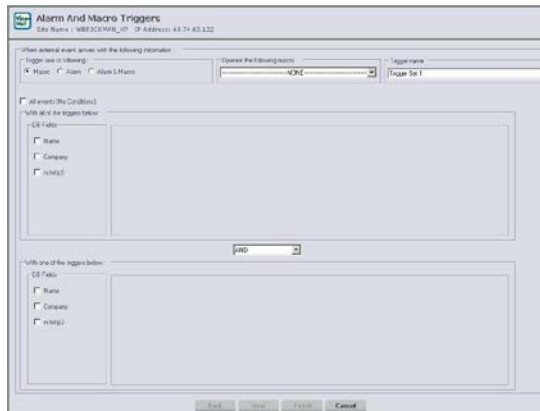 Alarm And Macro Triggers
Site Name : WBROCKMAN_XP IP Address: 63.74.63.132
When external event arrives with the following information
Trigger one of following: Operate the following macro Trigger name
Macro Alarm Alarm & Macro NONE Trigger Set 1
All events (No Conditions)
With all of the triggers below
DB Fields
Name
Company
AND
With one of the triggers below
DB Fields
Name
Company
Back Next Finish Cancel